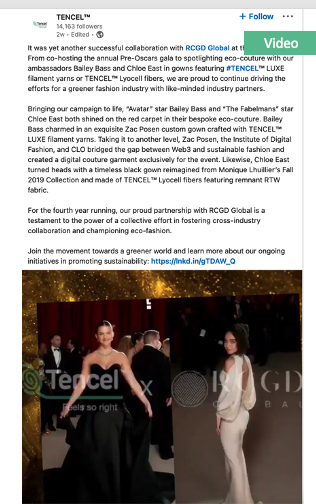 TENCEL™
14,163 followers
2w • Edited •
+ Follow
Video
It was yet another successful collaboration with RCGD Global at th
From co-hosting the annual Pre-Oscars gala to spotlighting eco-couture with our
ambassadors Bailey Bass and Chloe East in gowns featuring #TENCEL™ LUXE
filament yarns or TENCEL™ Lyocell fibers, we are proud to continue driving the
efforts for a greener fashion industry with like-minded industry partners.
Bringing our campaign to life, “Avatar” star Bailey Bass and “The Fabelmans” star
Chloe East both shined on the red carpet in their bespoke eco-couture. Bailey
Bass charmed in an exquisite Zac Posen custom gown crafted with TENCEL™
LUXE filament yarns. Taking it to another level, Zac Posen, the Institute of Digital
Fashion, and CLO bridged the gap between Web3 and sustainable fashion and
created a digital couture garment exclusively for the event. Likewise, Chloe East
turned heads with a timeless black gown reimagined from Monique Lhuillier’s Fall
2019 Collection and made of TENCEL™ Lyocell fibers featuring remnant RTW
fabric.
For the fourth year running, our proud partnership with RCGD Global is a
testament to the power of a collective effort in fostering cross-industry
collaboration and championing eco-fashion.
Join the movement towards a greener world and learn more about our ongoing
initiatives in promoting sustainability: https://lnkd.in/gTDAW_Q
Tencel™ X RCGD
Feels so right